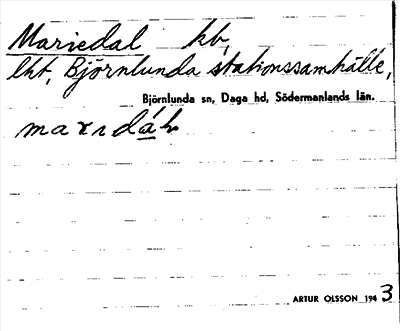 Mariedal hb,
lht, Björnlunda stationssamhälle,
Björnlunda sn, Daga hd, Södermanlands län.
ARTUR OLSSON 1943